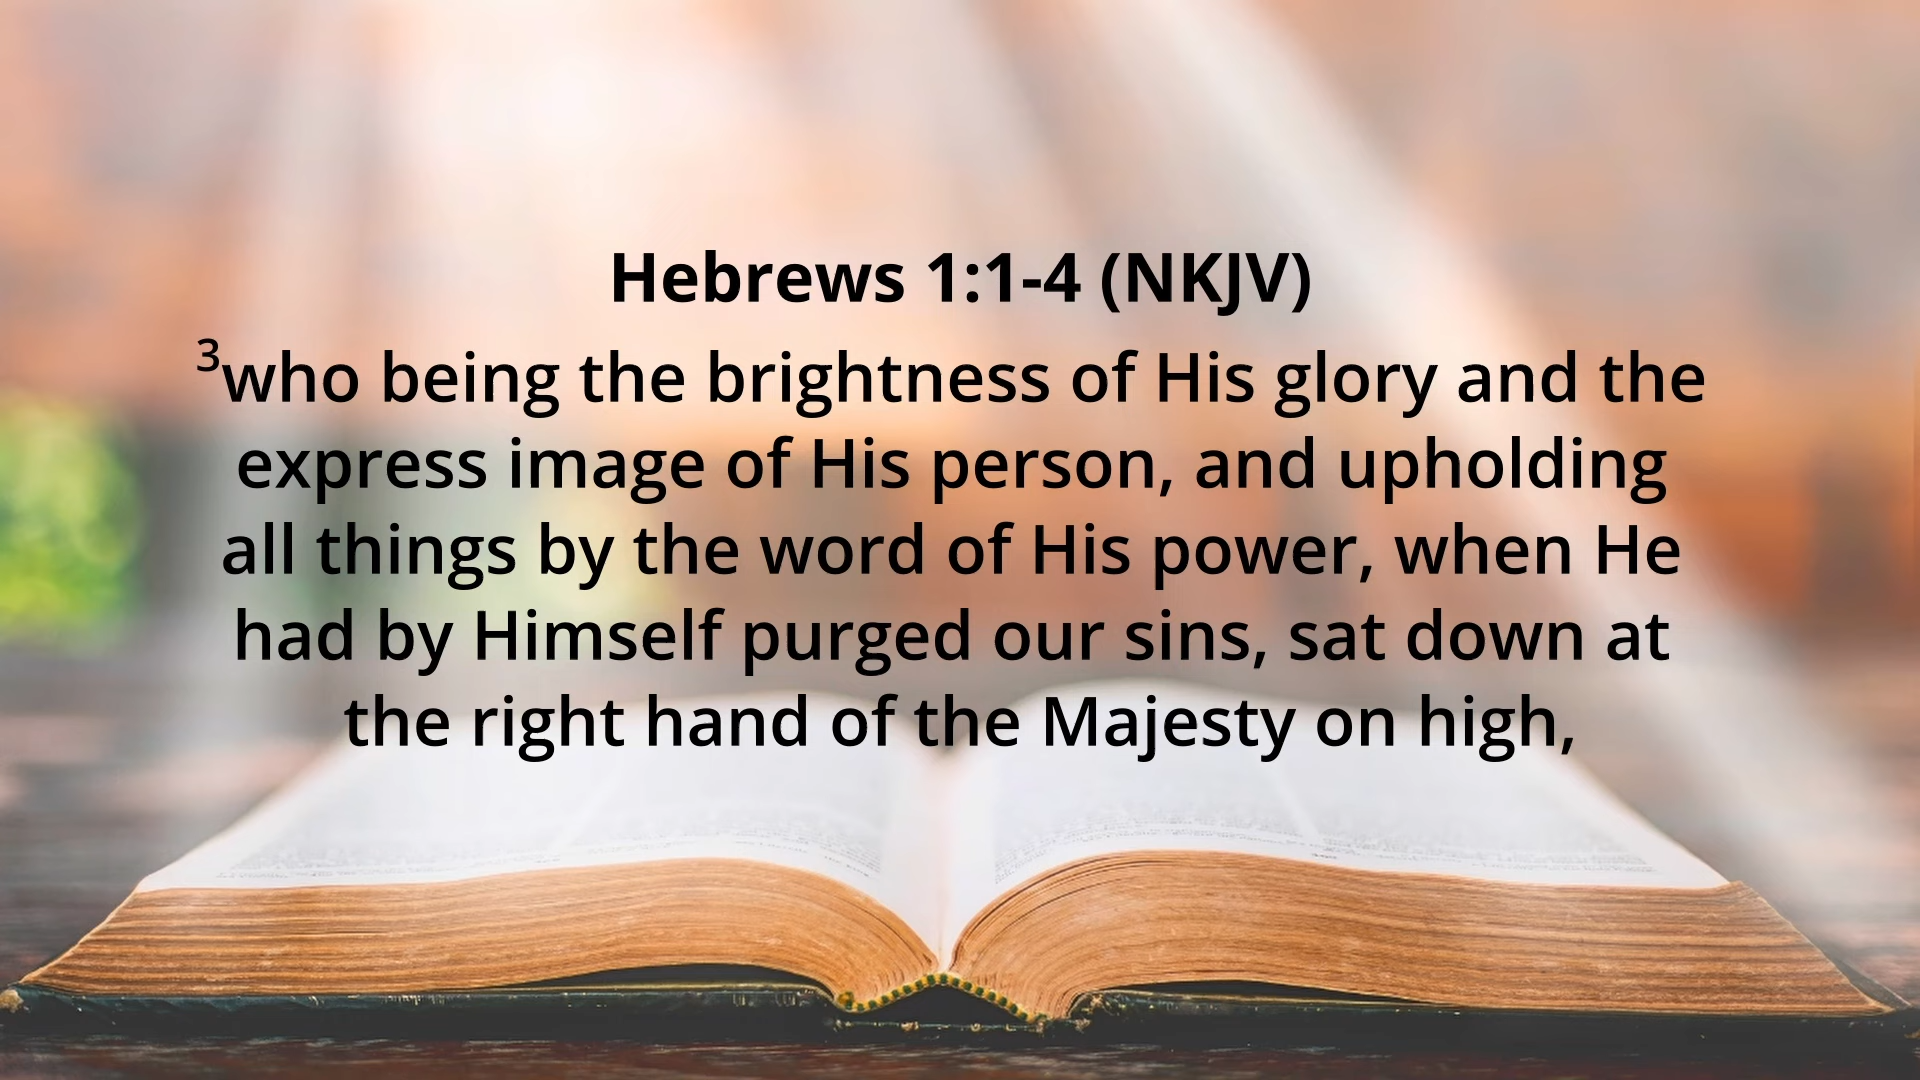 Hebrews 1:1-4 (NKJV)
³who being the brightness of His glory and the
express image of His person, and upholding
all things by the word of His power, when He
had by Himself purged our sins, sat down at
the right hand of the Majesty on high,